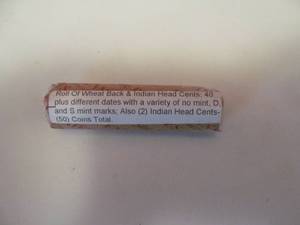 Roll Of Wheat Back & Indian Head Cents; 48
plus different dates with a variety of no mint, D,
and S mint marks; Also (2) Indian Head Cents-
(50) Coins Total.